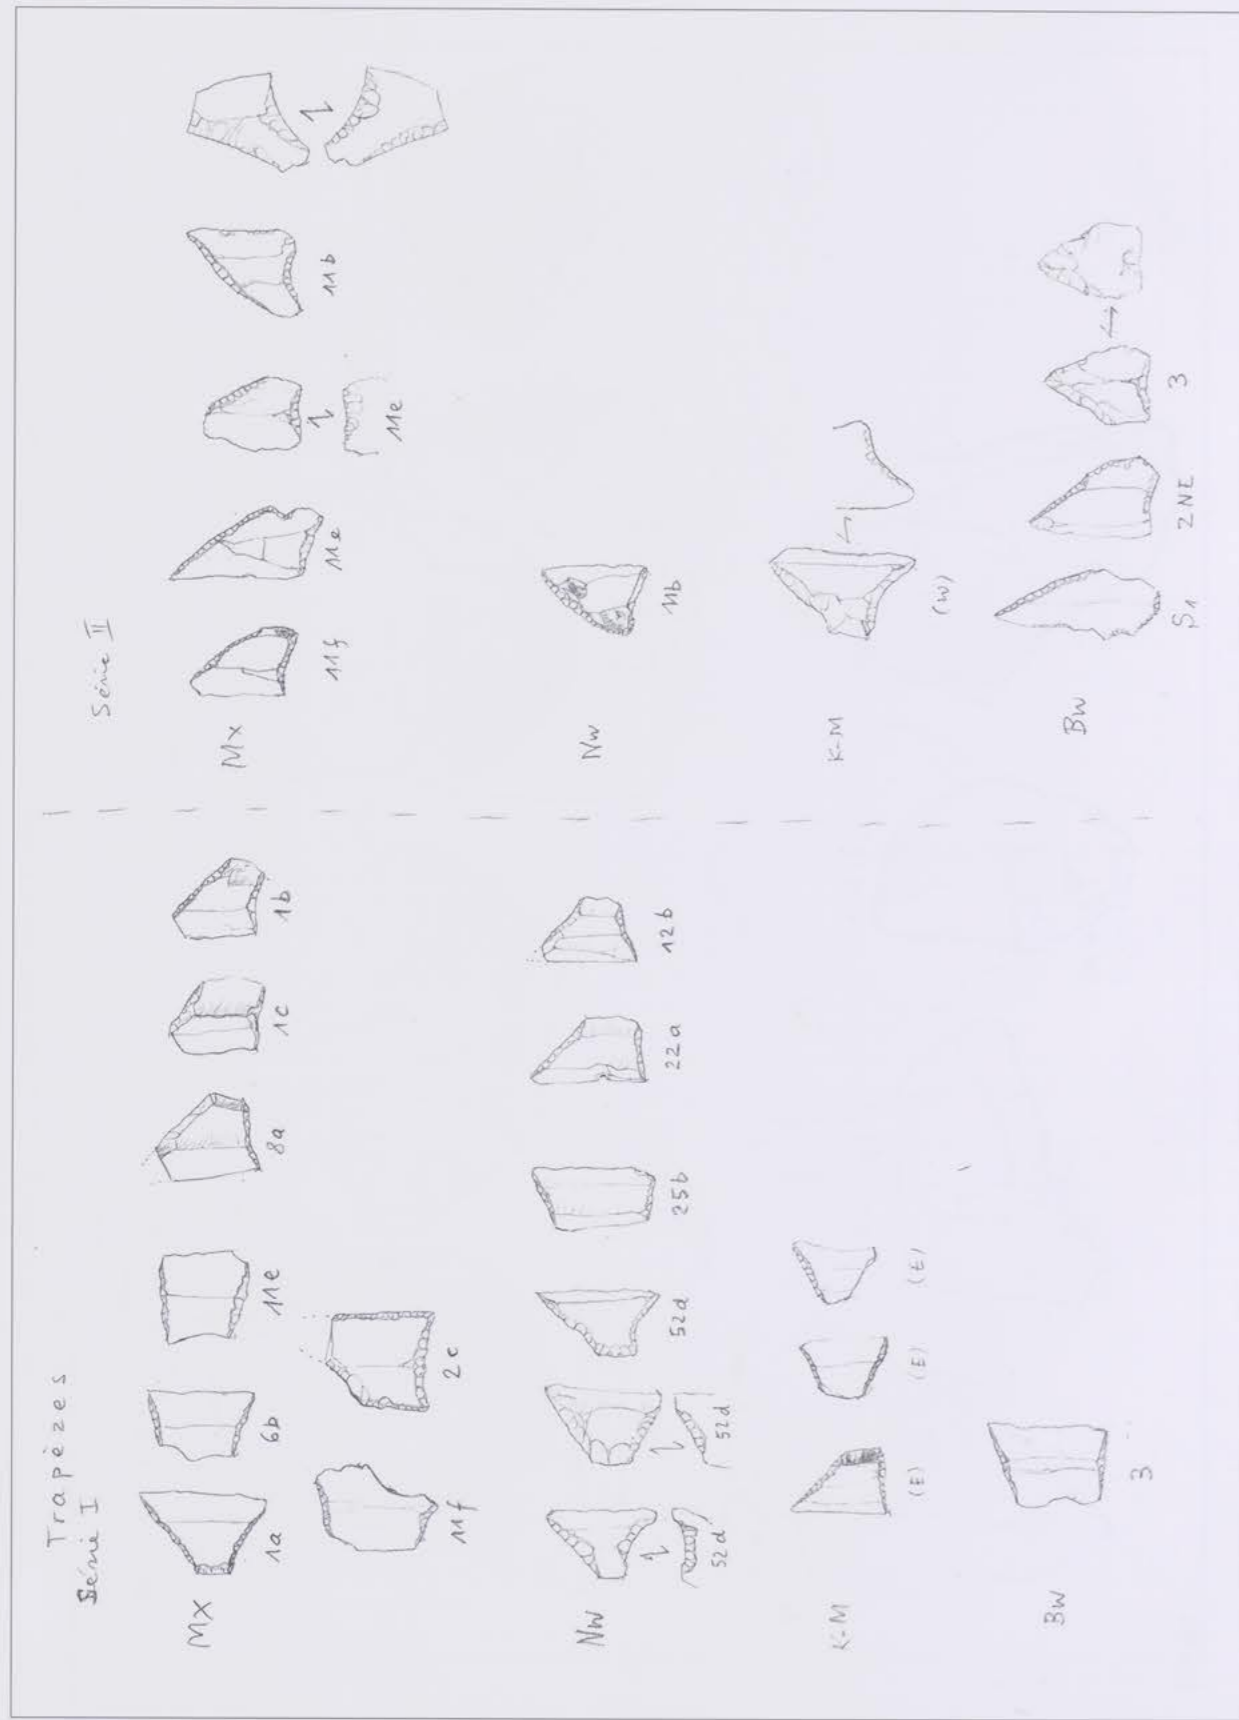 Trapèzes
Série I
MX
1a
6b
11e
8a
1c
1b
11f
2c
NW
52d
52d
52d
25b
22a
12b
K-M
(E)
(E)
(E)
BW
3
Série II
MX
11f
11e
11e
11b
NW
11b
K-M
(W)
BW
S1
2NE
3